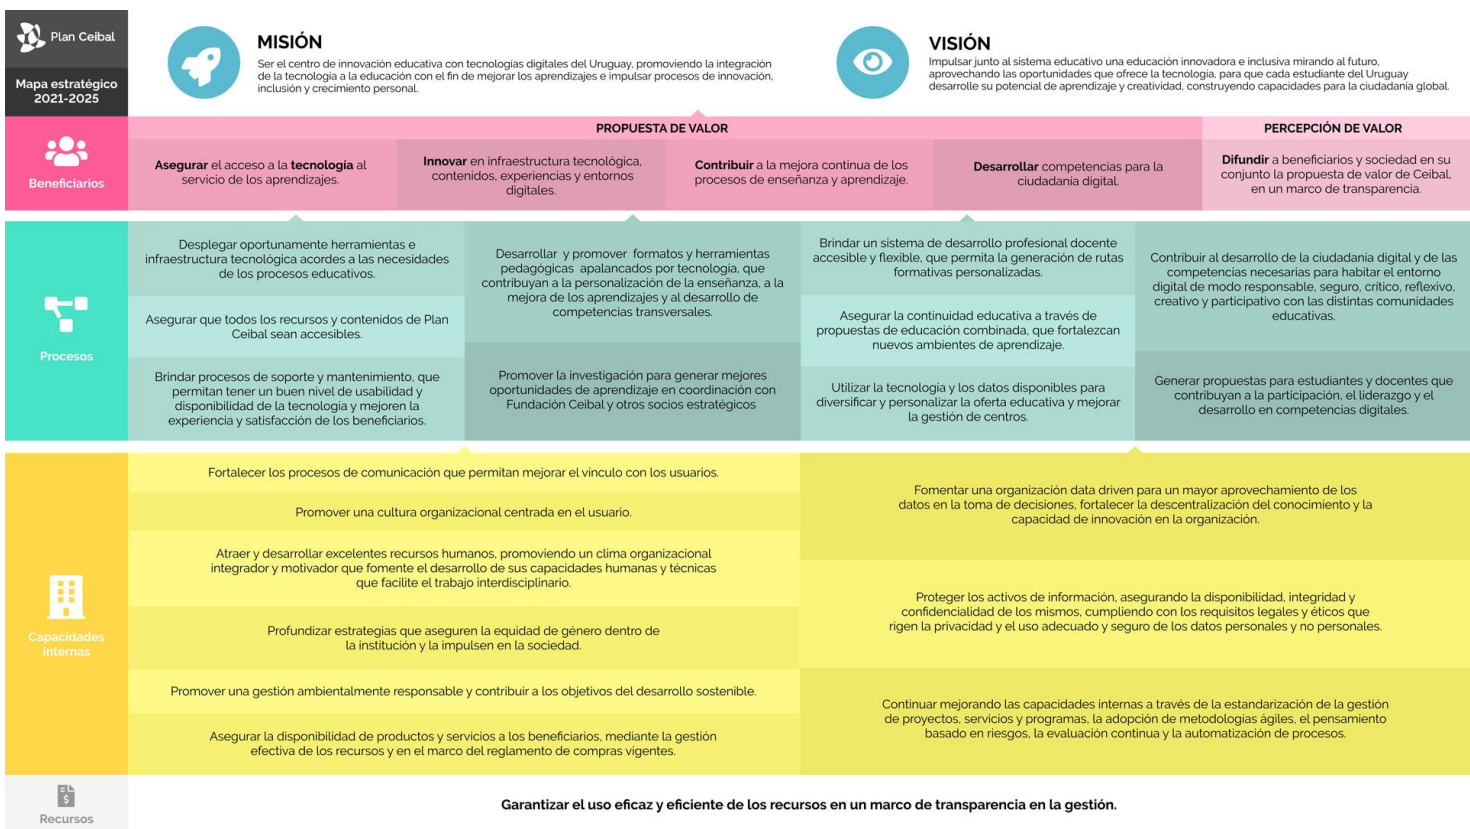 Plan Ceibal
Mapa estratégico
2021-2025
MISIÓN
Ser el centro de innovación educativa con tecnologías digitales del Uruguay, promoviendo la integración
de la tecnología a la educación con el fin de mejorar los aprendizajes e impulsar procesos de innovación,
inclusión y crecimiento personal.
VISIÓN
Impulsar junto al sistema educativo una educación innovadora e inclusiva mirando al futuro,
aprovechando las oportunidades que ofrece la tecnología, para que cada estudiante del Uruguay
desarrolle su potencial de aprendizaje y creatividad, construyendo capacidades para la ciudadanía global.
Beneficiarios
PROPUESTA DE VALOR
PERCEPCIÓN DE VALOR
Asegurar el acceso a la tecnología al
servicio de los aprendizajes.
Innovar en infraestructura tecnológica,
contenidos, experiencias y entornos
digitales.
Contribuir a la mejora continua de los
procesos de enseñanza y aprendizaje.
Desarrollar competencias para la
ciudadanía digital.
Difundir a beneficiarios y sociedad en su
conjunto la propuesta de valor de Ceibal,
en un marco de transparencia.
Procesos
Desplegar oportunamente herramientas e
infraestructura tecnológica acordes a las necesidades
de los procesos educativos.
Asegurar que todos los recursos y contenidos de Plan
Ceibal sean accesibles.
Brindar procesos de soporte y mantenimiento, que
permitan tener un buen nivel de usabilidad y
disponibilidad de la tecnología y mejoren la
experiencia y satisfacción de los beneficiarios.
Desarrollar y promover formatos y herramientas
pedagógicas apalancados por tecnología, que
contribuyan a la personalización de la enseñanza, a la
mejora de los aprendizajes y al desarrollo de
competencias transversales.
Promover la investigación para generar mejores
oportunidades de aprendizaje en coordinación con
Fundación Ceibal y otros socios estratégicos
Brindar un sistema de desarrollo profesional docente
accesible y flexible, que permita la generación de rutas
formativas personalizadas.
Asegurar la continuidad educativa a través de
propuestas de educación combinada, que fortalezcan
nuevos ambientes de aprendizaje.
Utilizar la tecnología y los datos disponibles para
diversificar y personalizar la oferta educativa y mejorar
la gestión de centros.
Contribuir al desarrollo de la ciudadanía digital y de las
competencias necesarias para habitar el entorno
digital de modo responsable, seguro, crítico, reflexivo,
creativo y participativo con las distintas comunidades
educativas.
Generar propuestas para estudiantes y docentes que
contribuyan a la participación, el liderazgo y el
desarrollo en competencias digitales.
Capacidades
internas
Fortalecer los procesos de comunicación que permitan mejorar el vínculo con los usuarios.
Promover una cultura organizacional centrada en el usuario.
Atraer y desarrollar excelentes recursos humanos, promoviendo un clima organizacional
integrador y motivador que fomente el desarrollo de sus capacidades humanas y técnicas
que facilite el trabajo interdisciplinario.
Profundizar estrategias que aseguren la equidad de género dentro de
la institución y la impulsen en la sociedad.
Promover una gestión ambientalmente responsable y contribuir a los objetivos del desarrollo sostenible.
Asegurar la disponibilidad de productos y servicios a los beneficiarios, mediante la gestión
efectiva de los recursos y en el marco del reglamento de compras vigentes.
Fomentar una organización data driven para un mayor aprovechamiento de los
datos en la toma de decisiones, fortalecer la descentralización del conocimiento y la
capacidad de innovación en la organización.
Proteger los activos de información, asegurando la disponibilidad, integridad y
confidencialidad de los mismos, cumpliendo con los requisitos legales y éticos que
rigen la privacidad y el uso adecuado y seguro de los datos personales y no personales.
Continuar mejorando las capacidades internas a través de la estandarización de la gestión
de proyectos, servicios y programas, la adopción de metodologías ágiles, el pensamiento
basado en riesgos, la evaluación continua y la automatización de procesos.
Recursos
Garantizar el uso eficaz y eficiente de los recursos en un marco de transparencia en la gestión.